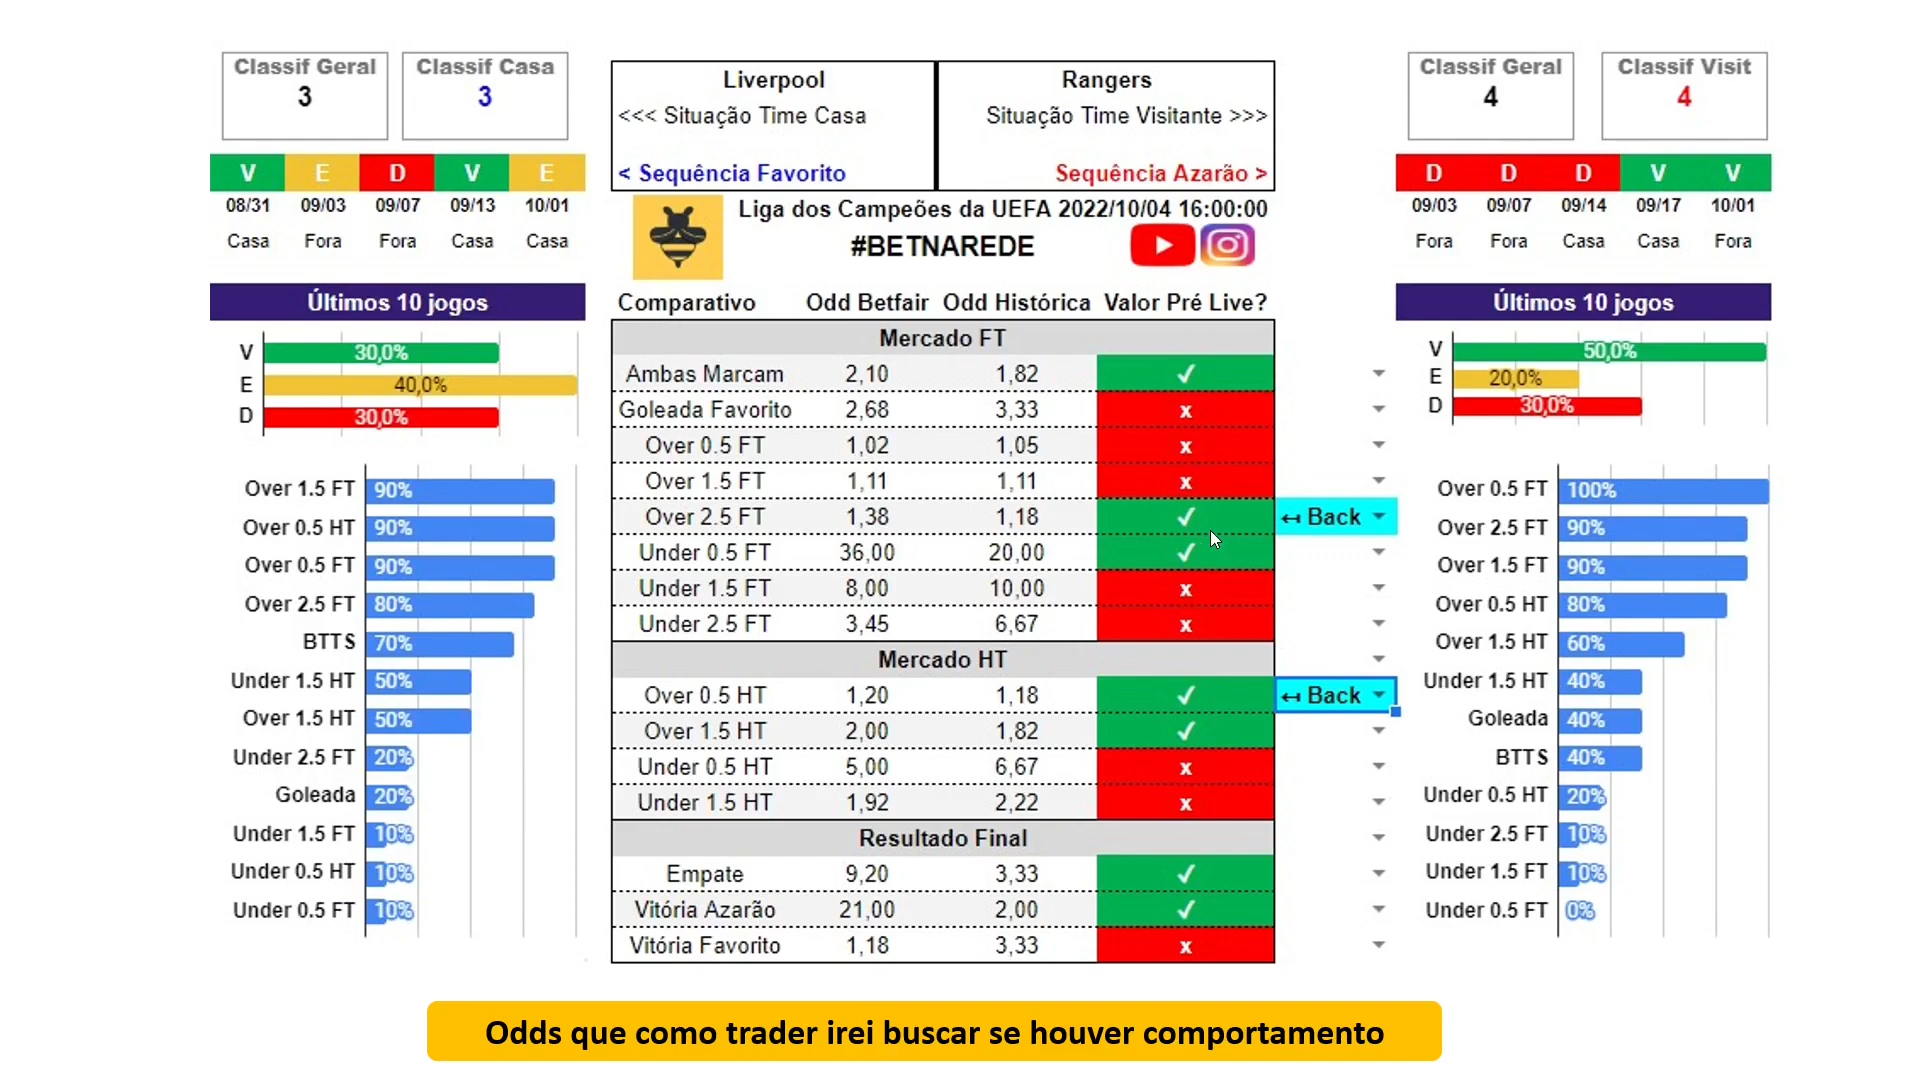 Classif Geral
3
Classif Casa
3
V E D V E
08/31 09/03 09/07 09/13 10/01
Casa Fora Fora Casa Casa
Últimos 10 jogos
V 30,0%
E 40,0%
D 30,0%
Over 1.5 FT 90%
Over 0.5 HT 90%
Over 0.5 FT 90%
Over 2.5 FT 80%
BTTS 70%
Under 1.5 HT 50%
Over 1.5 HT 50%
Under 2.5 FT 20%
Goleada 20%
Under 1.5 FT 10%
Under 0.5 HT 10%
Under 0.5 FT 10%
Liverpool
<<< Situação Time Casa
< Sequência Favorito
Rangers
Situação Time Visitante >>>
Sequência Azarão >
Liga dos Campeões da UEFA 2022/10/04 16:00:00
#BETNAREDE
Comparativo Odd Betfair Odd Histórica Valor Pré Live?
Mercado FT
Ambas Marcam 2,10 1,82 ✓
Goleada Favorito 2,68 3,33 x
Over 0.5 FT 1,02 1,05 x
Over 1.5 FT 1,11 1,11 x
Over 2.5 FT 1,38 1,18 ✓ ↤ Back
Under 0.5 FT 36,00 20,00 ✓
Under 1.5 FT 8,00 10,00 x
Under 2.5 FT 3,45 6,67 x
Mercado HT
Over 0.5 HT 1,20 1,18 ✓ ↤ Back
Over 1.5 HT 2,00 1,82 ✓
Under 0.5 HT 5,00 6,67 x
Under 1.5 HT 1,92 2,22 x
Resultado Final
Empate 9,20 3,33 ✓
Vitória Azarão 21,00 2,00 ✓
Vitória Favorito 1,18 3,33 x
Classif Geral
4
Classif Visit
4
D D D V V
09/03 09/07 09/14 09/17 10/01
Fora Fora Casa Casa Fora
Últimos 10 jogos
V 50,0%
E 20,0%
D 30,0%
Over 0.5 FT 100%
Over 2.5 FT 90%
Over 1.5 FT 90%
Over 0.5 HT 80%
Over 1.5 HT 60%
Under 1.5 HT 40%
Goleada 40%
BTTS 40%
Under 0.5 HT 20%
Under 2.5 FT 10%
Under 1.5 FT 10%
Under 0.5 FT 0%
Odds que como trader irei buscar se houver comportamento